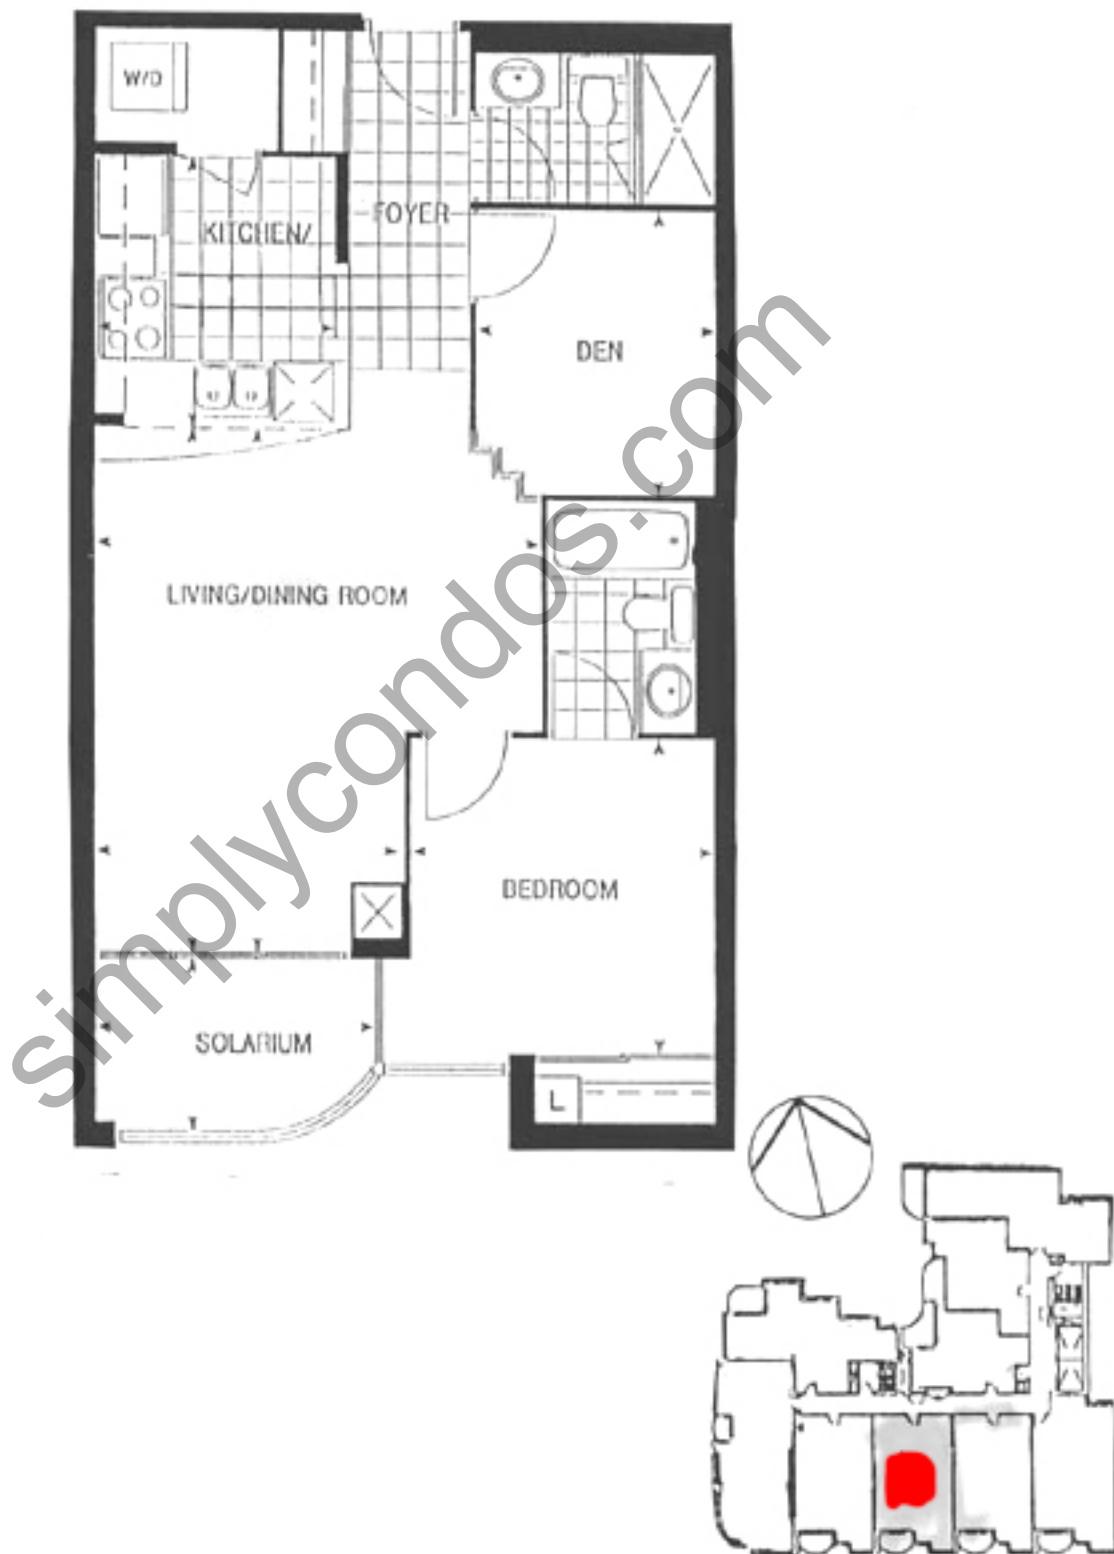 W/D
FOYER
KITCHEN/
DEN
LIVING/DINING ROOM
BEDROOM
SOLARIUM
L
simplycondos.com